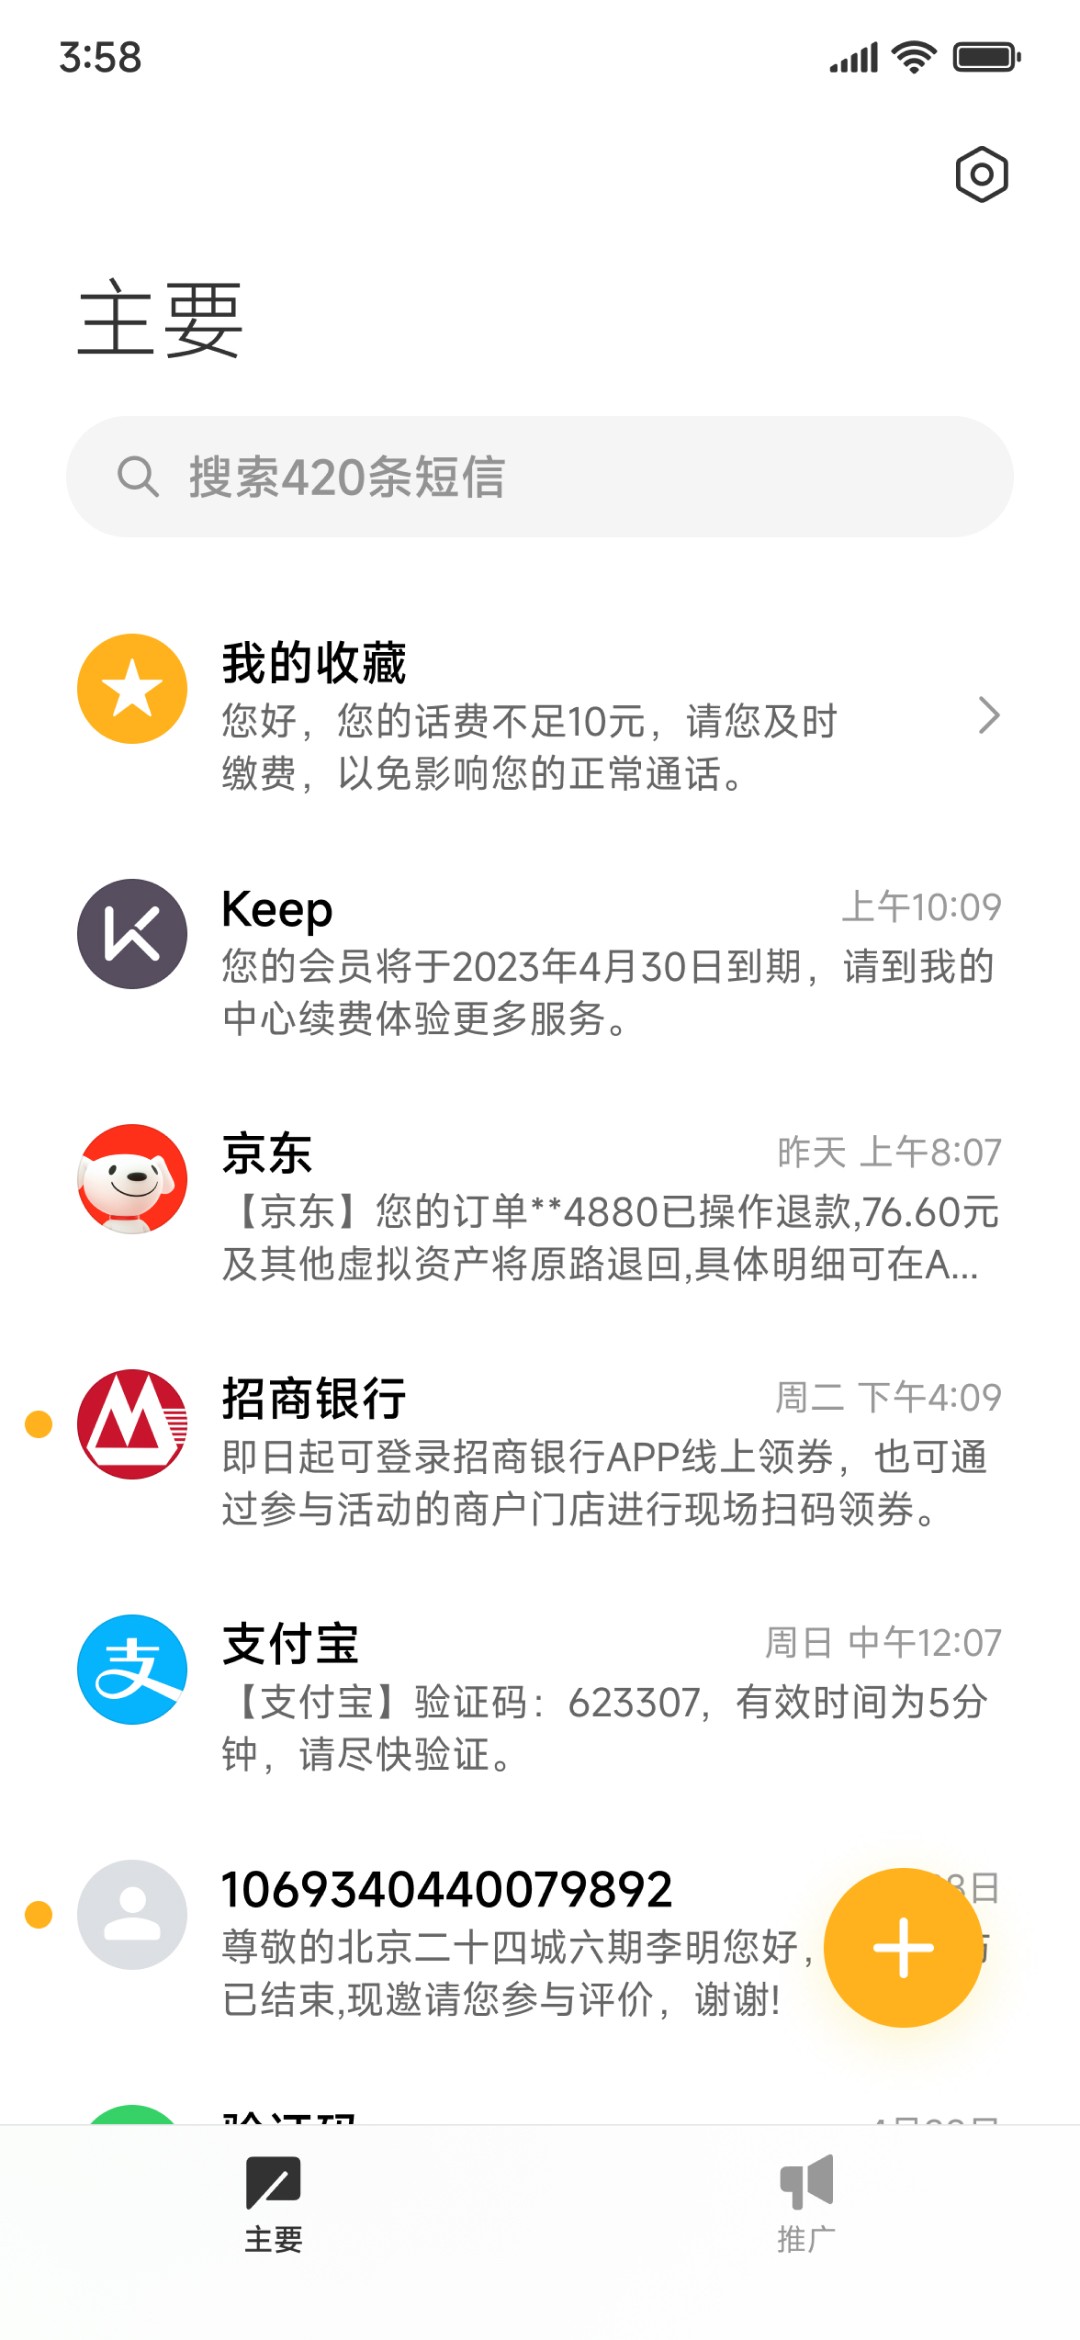 3:58
主要
搜索420条短信
我的收藏
您好，您的话费不足10元，请您及时
缴费，以免影响您的正常通话。
Keep
上午10:09
您的会员将于2023年4月30日到期，请到我的
中心续费体验更多服务。
京东
昨天 上午8:07
【京东】您的订单**4880已操作退款,76.60元
及其他虚拟资产将原路退回,具体明细可在A...
招商银行
周二 下午4:09
即日起可登录招商银行APP线上领券，也可通
过参与活动的商户门店进行现场扫码领券。
支
支付宝
周日 中午12:07
【支付宝】验证码：623307，有效时间为5分
钟，请尽快验证。
1069340440079892
8日
尊敬的北京二十四城六期李明您好，
已结束,现邀请您参与评价，谢谢!
验证码
主要
推广